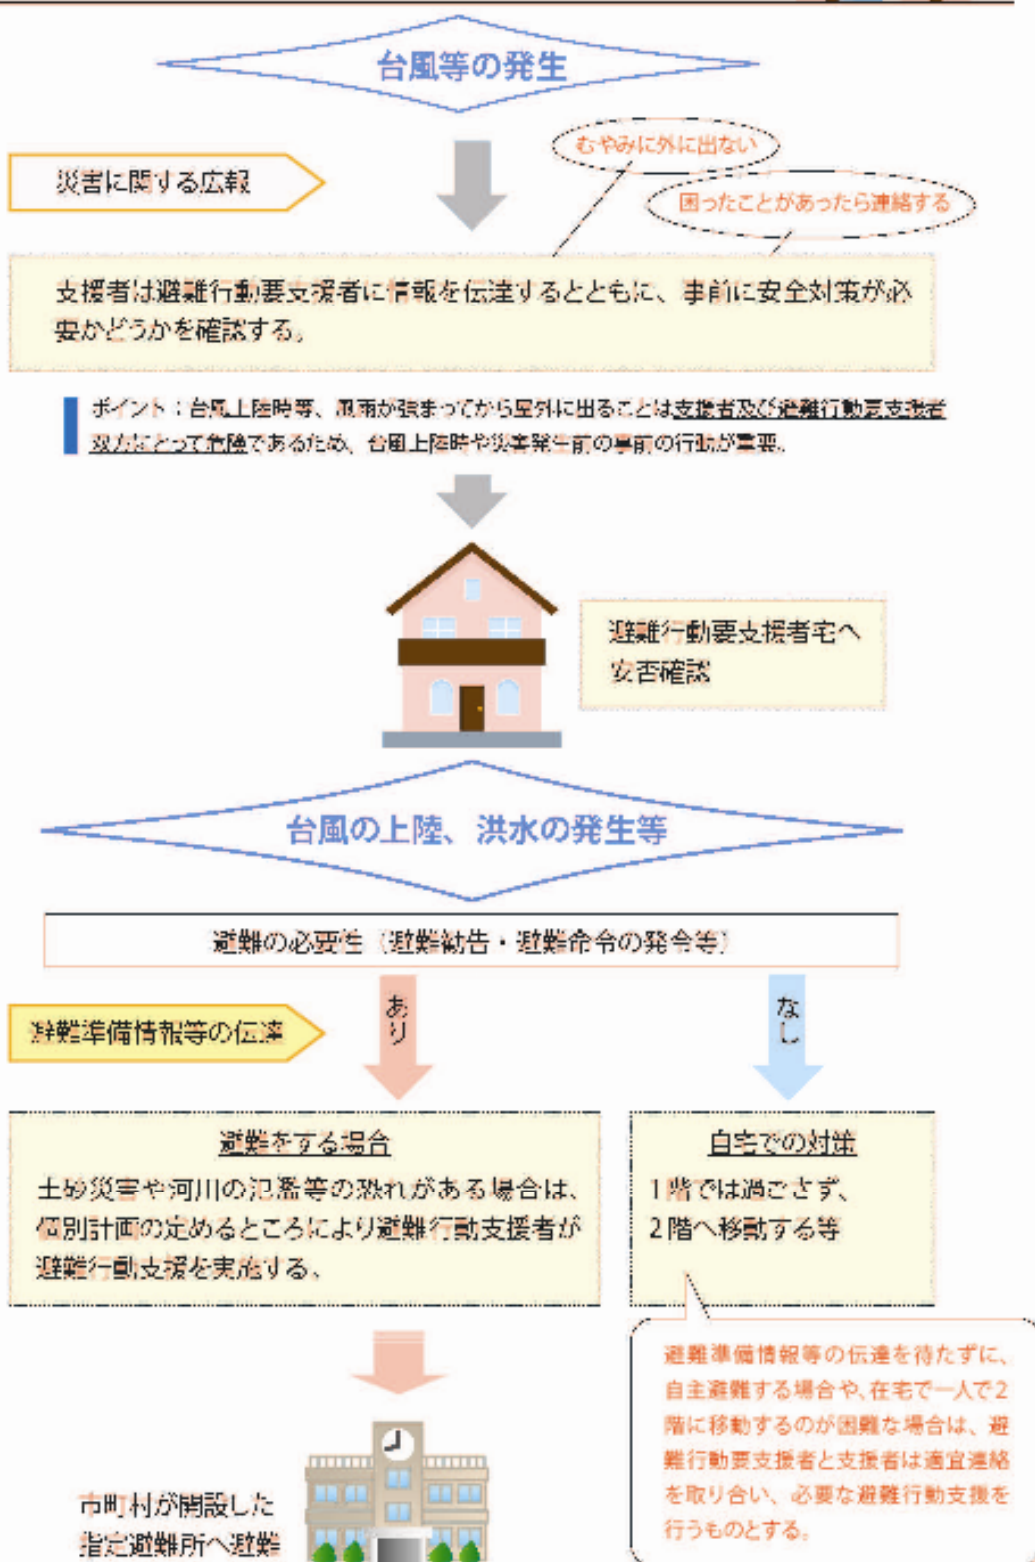 台風等の発生
災害に関する広報
むやみに外に出ない
困ったことがあったら連絡する
支援者は避難行動要支援者に情報を伝達するとともに、事前に安全対策が必
要かどうかを確認する。
ポイント：台風上陸時等、風雨が強まってから屋外に出ることは支援者及び避難行動要支援者
双方にとって危険であるため、台風上陸時や災害発生前の事前の行動が重要。
避難行動要支援者宅へ
安否確認
台風の上陸、洪水の発生等
避難の必要性（避難勧告・避難命令の発令等）
避難準備情報等の伝達
あり
なし
避難をする場合
土砂災害や河川の氾濫等の恐れがある場合は、
個別計画の定めるところにより避難行動支援者が
避難行動支援を実施する。
自宅での対策
1階では過ごさず、
2階へ移動する等
避難準備情報等の伝達を待たずに、
自主避難する場合や、在宅で一人で2
階に移動するのが困難な場合は、避
難行動要支援者と支援者は適宜連絡
を取り合い、必要な避難行動支援を
行うものとする。
市町村が開設した
指定避難所へ避難